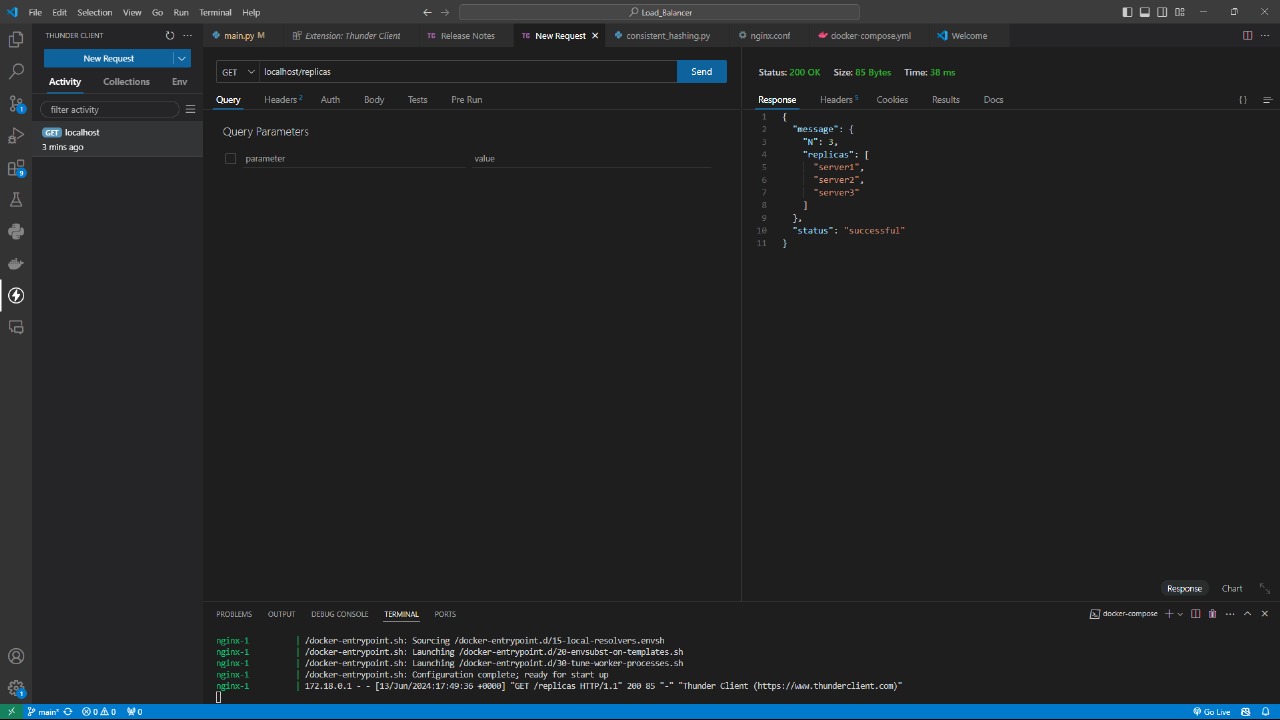 File Edit Selection View Go Run Terminal Help
Load_Balancer
THUNDER CLIENT
main.py M
Extension: Thunder Client
TC Release Notes
TC New Request
consistent_hashing.py
nginx.conf
docker-compose.yml
Welcome
New Request
Activity Collections Env
filter activity
GET localhost
3 mins ago
GET localhost/replicas Send
Query Headers 2 Auth Body Tests Pre Run
Query Parameters
parameter value
Status: 200 OK Size: 85 Bytes Time: 38 ms
Response Headers 5 Cookies Results Docs
{ }
1 {
2 "message": {
3 "N": 3,
4 "replicas": [
5 "server1",
6 "server2",
7 "server3"
8 ]
9 },
10 "status": "successful"
11 }
Response Chart
1
9
1
PROBLEMS OUTPUT DEBUG CONSOLE TERMINAL PORTS
docker-compose
nginx-1 | /docker-entrypoint.sh: Sourcing /docker-entrypoint.d/15-local-resolvers.envsh
nginx-1 | /docker-entrypoint.sh: Launching /docker-entrypoint.d/20-envsubst-on-templates.sh
nginx-1 | /docker-entrypoint.sh: Launching /docker-entrypoint.d/30-tune-worker-processes.sh
nginx-1 | /docker-entrypoint.sh: Configuration complete; ready for start up
nginx-1 | 172.18.0.1 - - [13/Jun/2024:17:49:36 +0000] "GET /replicas HTTP/1.1" 200 85 "-" "Thunder Client (https://www.thunderclient.com)"
main* 0 0 0
Go Live